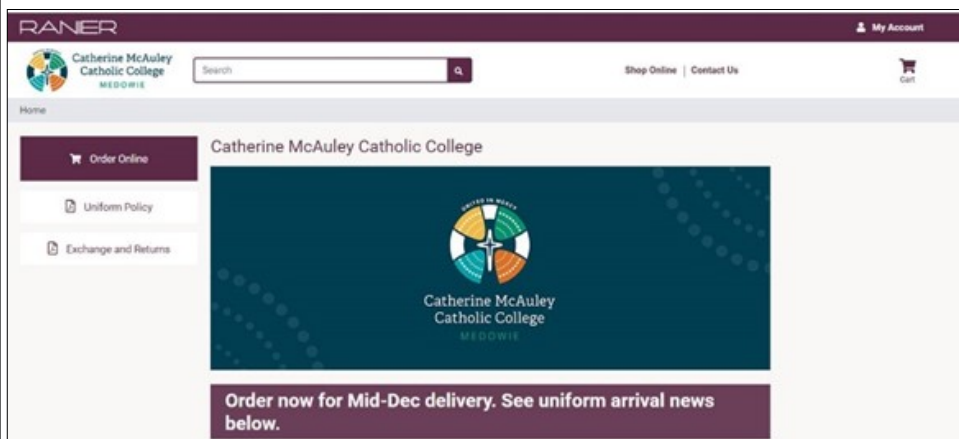 RANIER
My Account
Catherine McAuley
Catholic College
MEDOWIE
Search
Shop Online | Contact Us
Cart
Home
Order Online
Uniform Policy
Exchange and Returns
Catherine McAuley Catholic College
UNITED IN MERCY
Catherine McAuley
Catholic College
MEDOWIE
Order now for Mid-Dec delivery. See uniform arrival news
below.